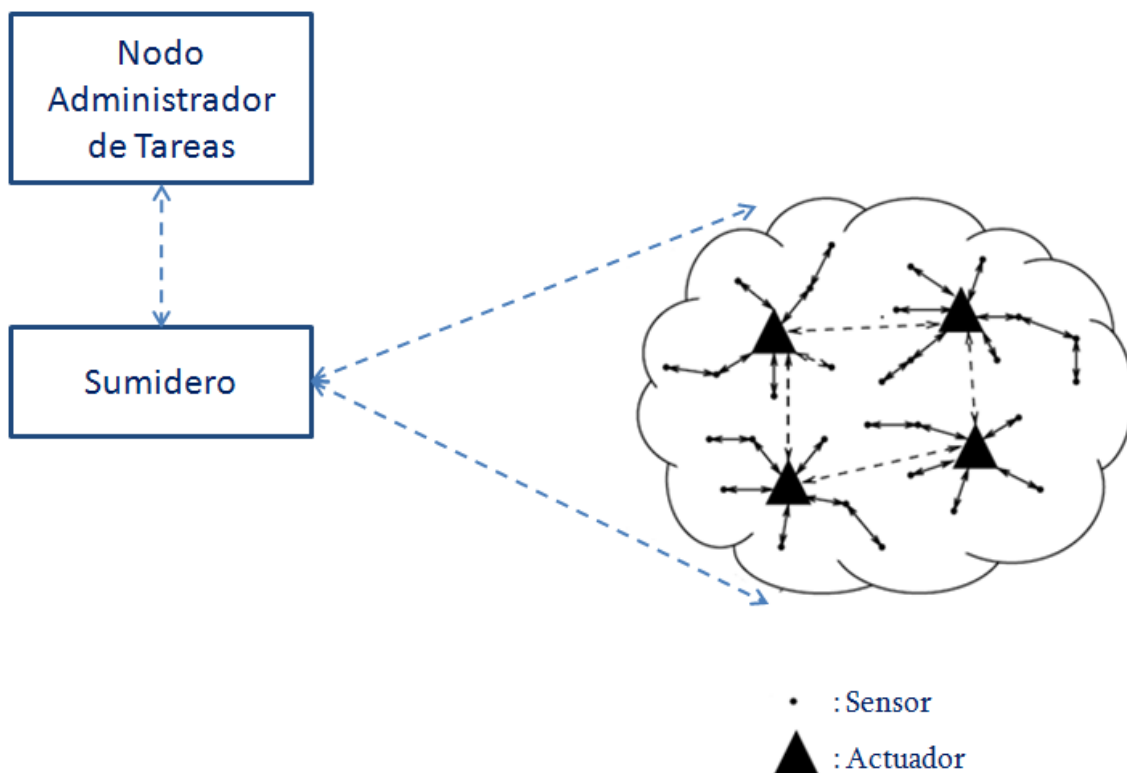 Nodo
Administrador
de Tareas
Sumidero
: Sensor
: Actuador